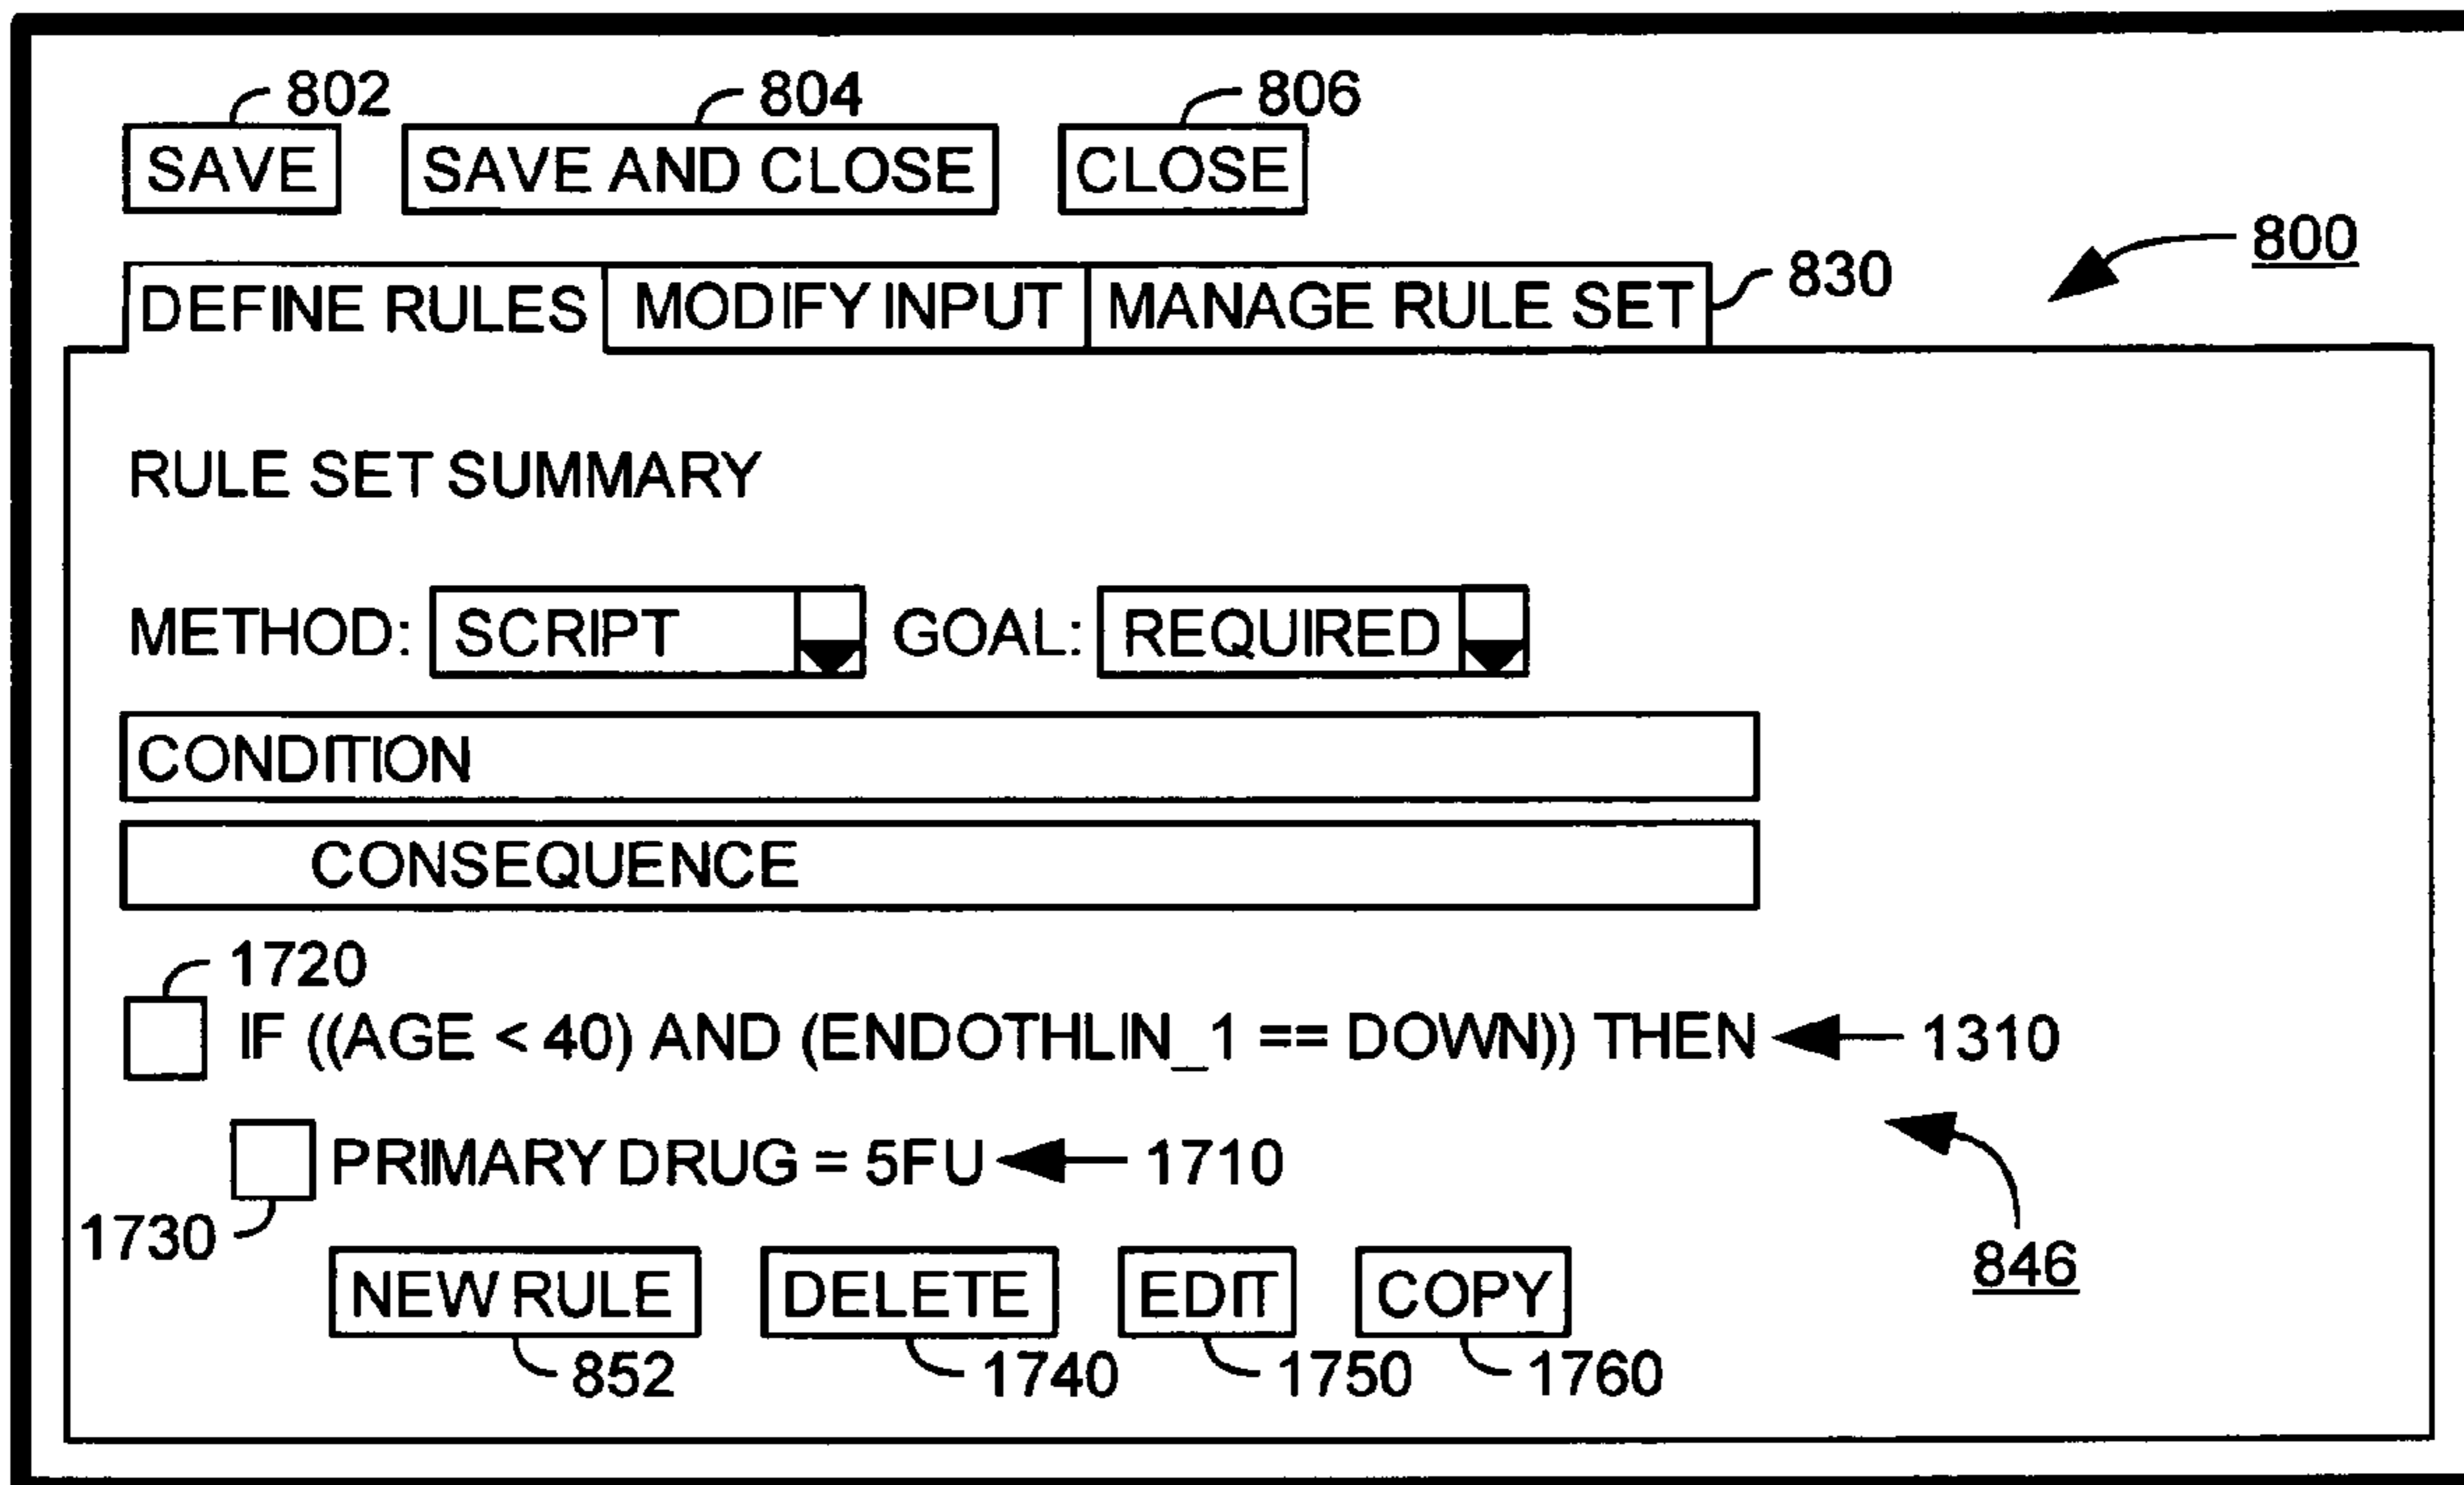 802 804 806
SAVE SAVE AND CLOSE CLOSE
800
DEFINE RULES MODIFY INPUT MANAGE RULE SET 830
RULE SET SUMMARY
METHOD: SCRIPT GOAL: REQUIRED
CONDITION
CONSEQUENCE
1720
IF ((AGE < 40) AND (ENDOTHLIN_1 == DOWN)) THEN 1310
PRIMARY DRUG = 5FU 1710
1730
846
NEW RULE DELETE EDIT COPY
852 1740 1750 1760